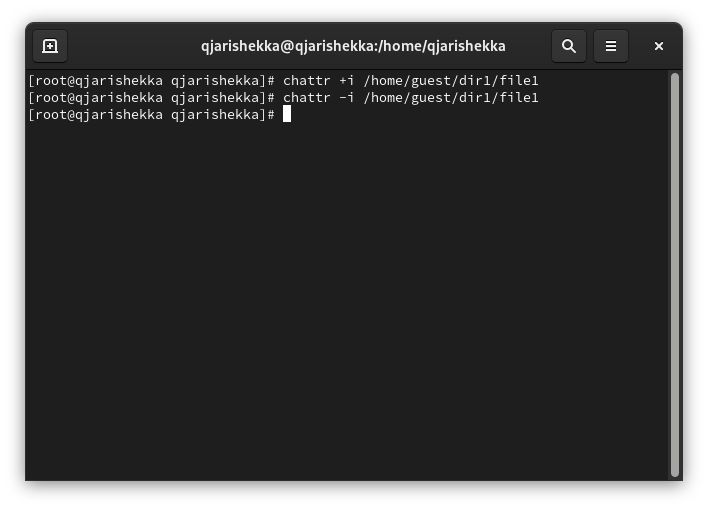 qjarishekka@qjarishekka:/home/qjarishekka
[root@qjarishekka qjarishekka]# chattr +i /home/guest/dir1/file1
[root@qjarishekka qjarishekka]# chattr -i /home/guest/dir1/file1
[root@qjarishekka qjarishekka]#